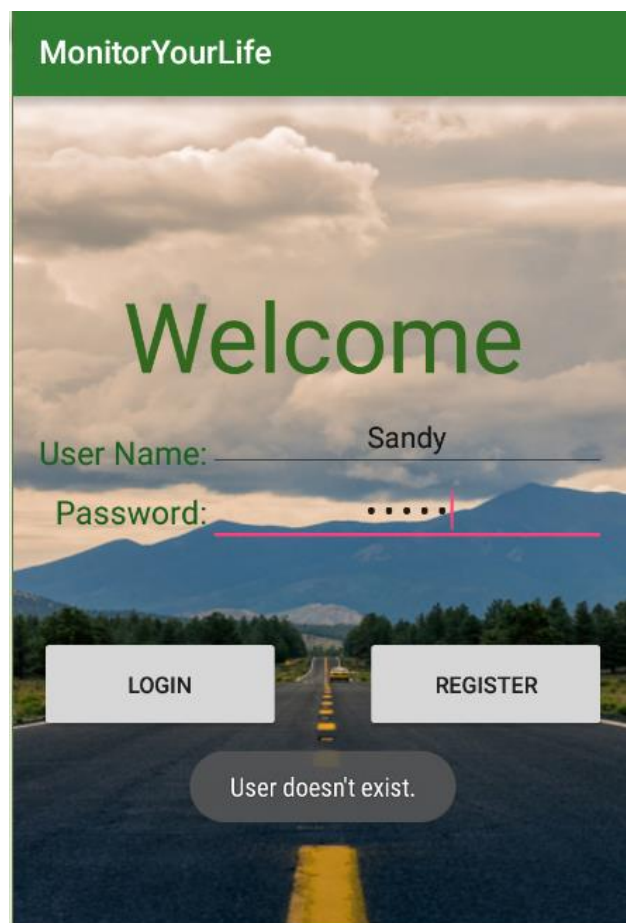 MonitorYourLife
Welcome
User Name: Sandy
Password: •••••
LOGIN REGISTER
User doesn't exist.